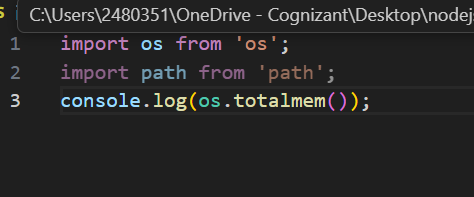 C:\Users\2480351\OneDrive - Cognizant\Desktop\nodejs
1 import os from 'os';
2 import path from 'path';
3 console.log(os.totalmem());